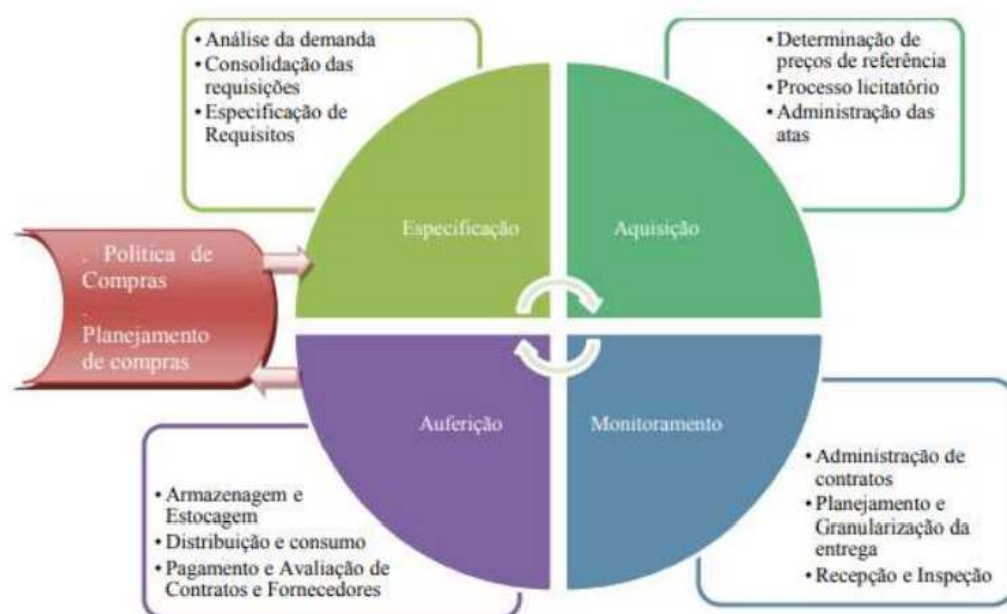 • Análise da demanda
• Consolidação das
requisições
• Especificação de
Requisitos
• Determinação de
preços de referência
• Processo licitatório
• Administração das
atas
Especificação
Aquisição
. Política de
Compras
.
Planejamento
de compras
Auferição
Monitoramento
• Armazenagem e
Estocagem
• Distribuição e consumo
• Pagamento e Avaliação de
Contratos e Fornecedores
• Administração de
contratos
• Planejamento e
Granularização da
entrega
• Recepção e Inspeção